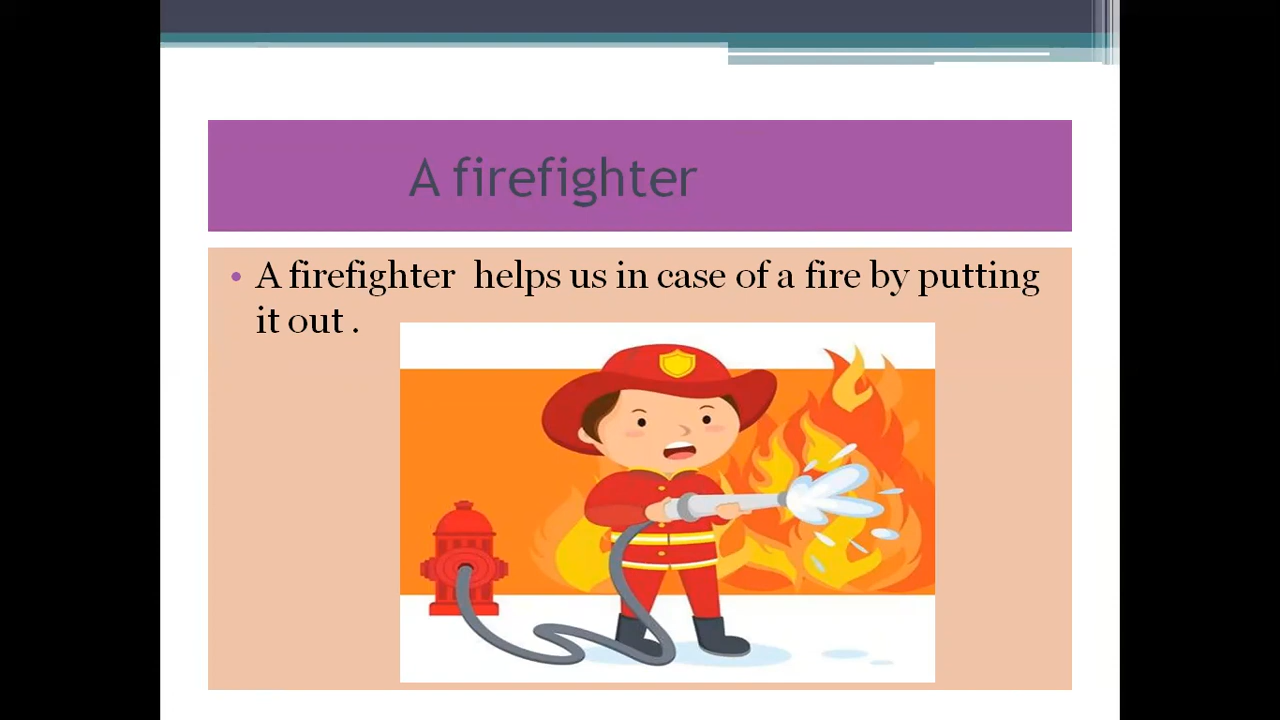 A firefighter
• A firefighter  helps us in case of a fire by putting
it out .